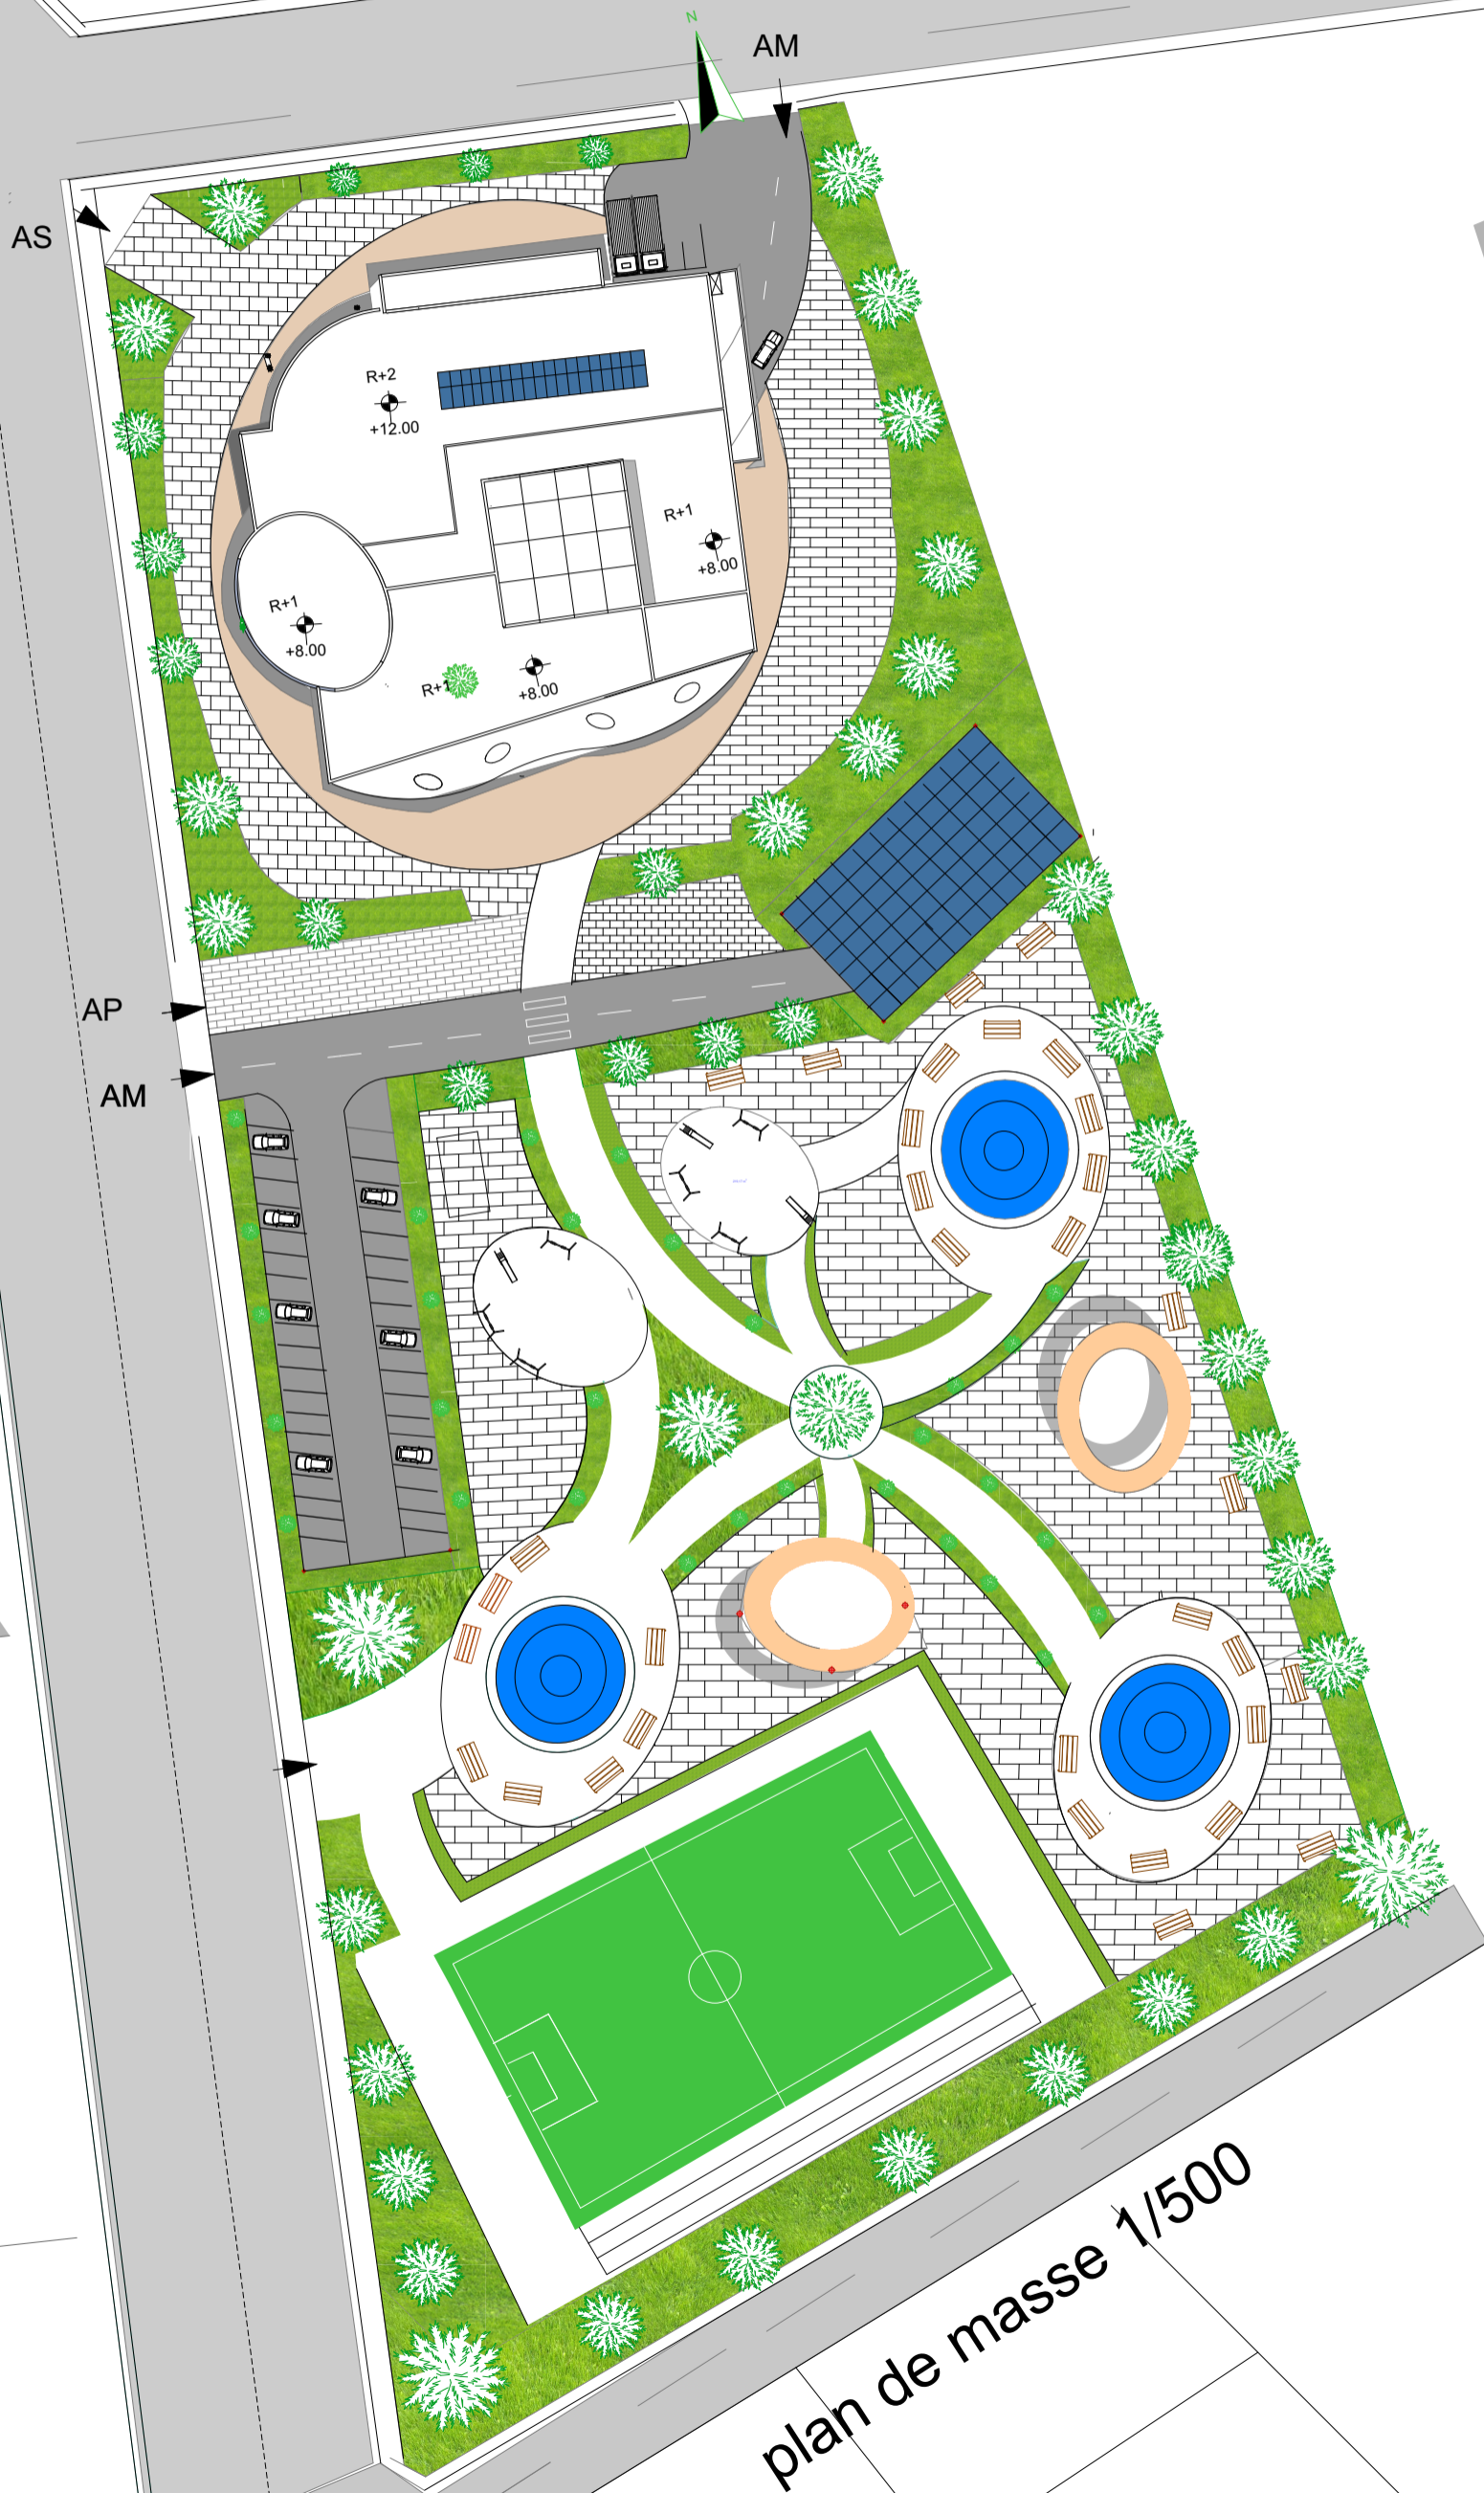 N
AM
AS
R+2
+12.00
R+1
+8.00
R+1
+8.00
R+1
+8.00
AP
AM
plan de masse 1/500